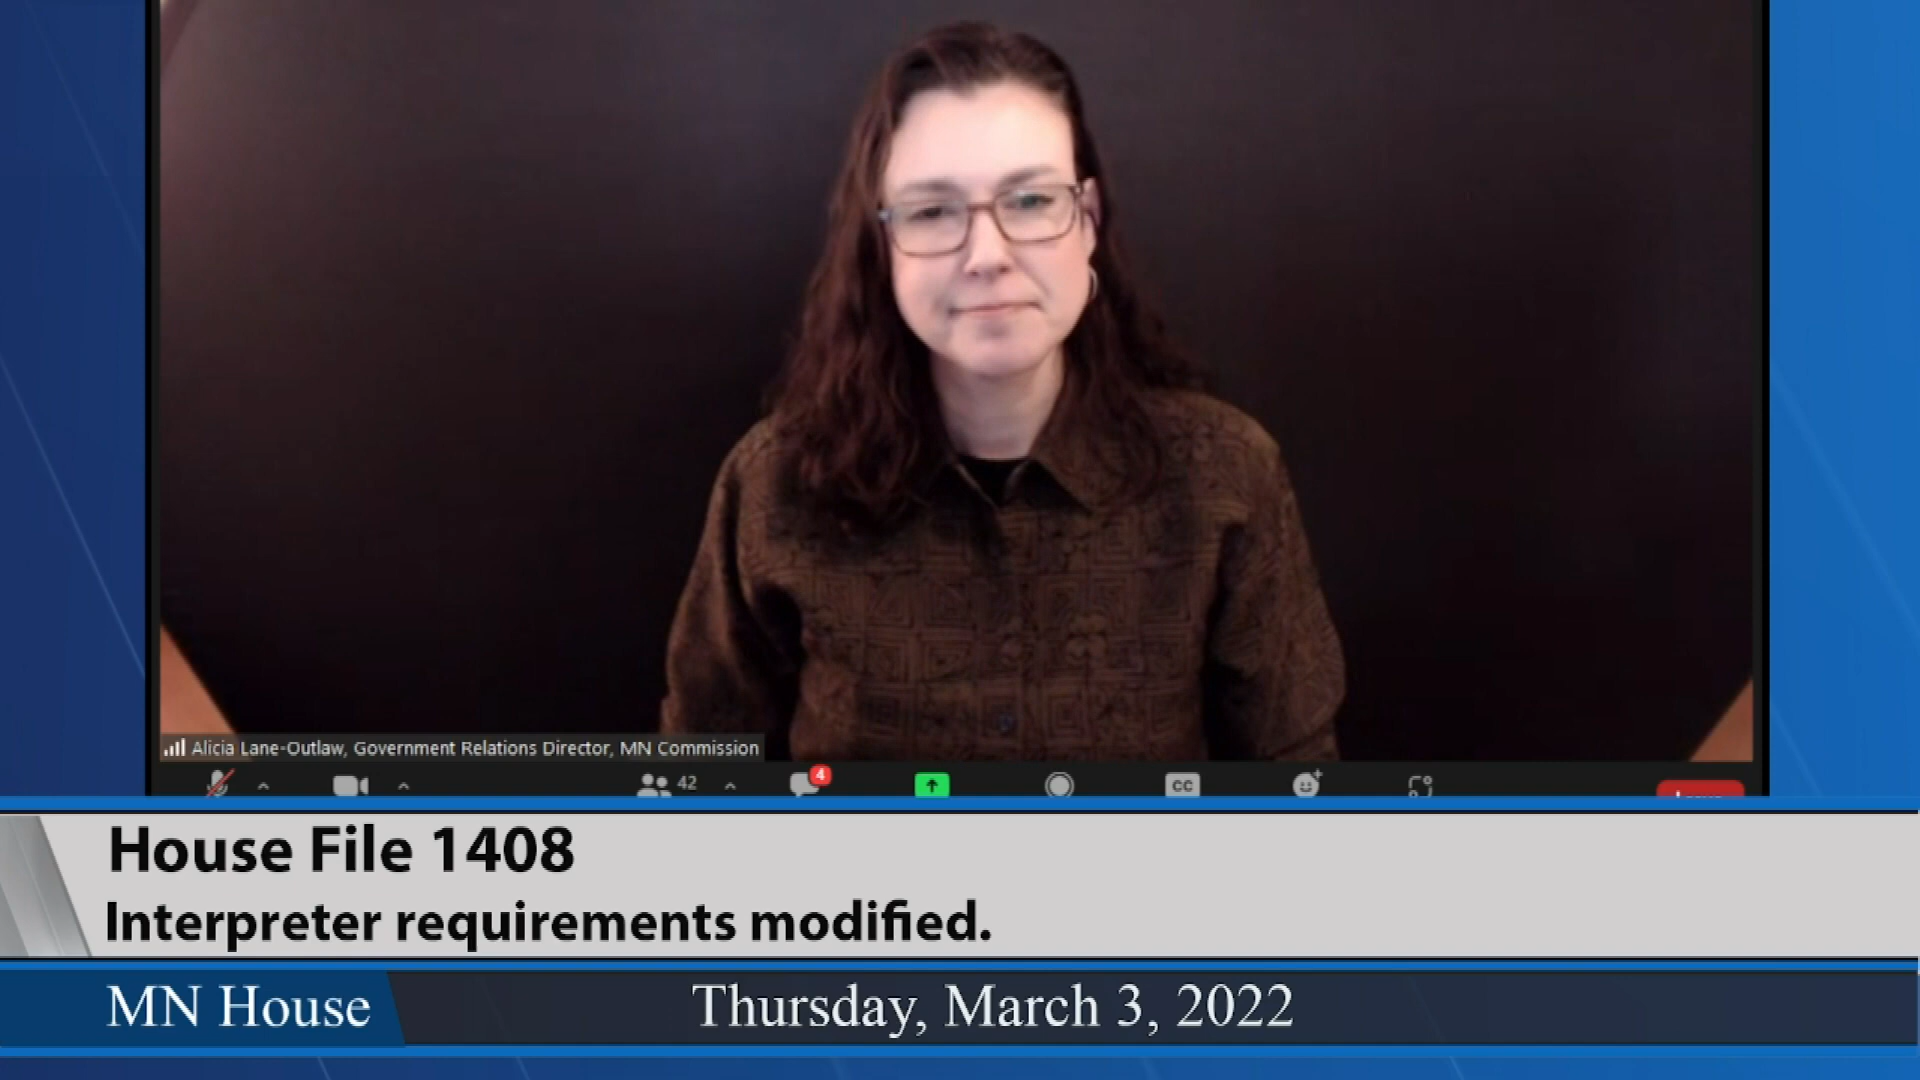 Alicia Lane-Outlaw, Government Relations Director, MN Commission
42
4
CC
House File 1408
Interpreter requirements modified.
MN House
Thursday, March 3, 2022